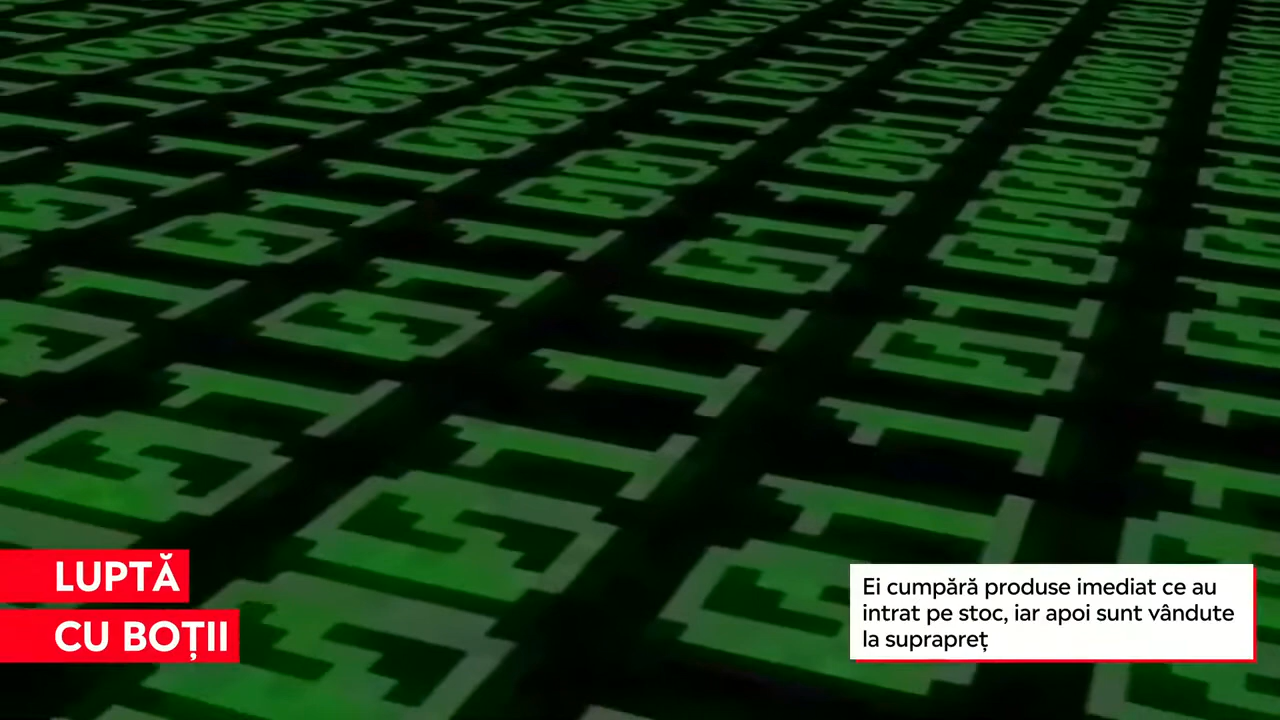 LUPTĂ
CU BOȚII
Ei cumpără produse imediat ce au
intrat pe stoc, iar apoi sunt vândute
la suprapreț